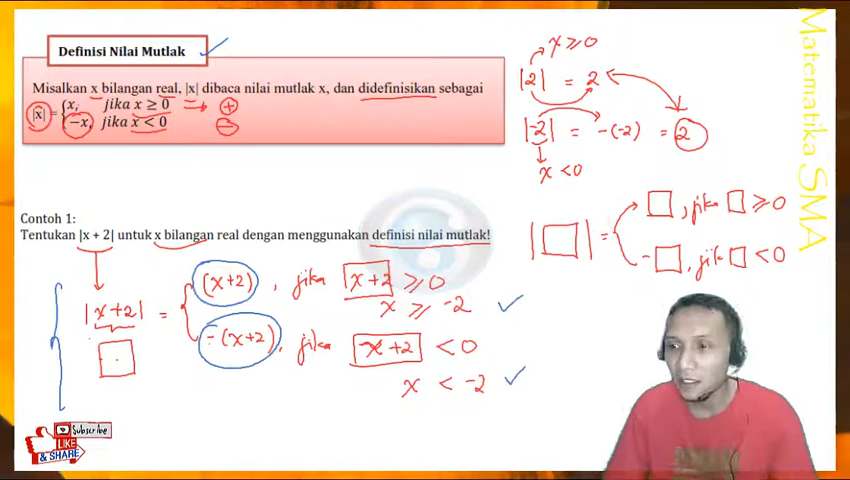 Definisi Nilai Mutlak
Misalkan x bilangan real, |x| dibaca nilai mutlak x, dan didefinisikan sebagai
|x| = { x, jika x ≥ 0
−x, jika x < 0
+
−
x ≥ 0
|2| = 2
|-2| = -(-2) = 2
x < 0
|□| = □, jika □ ≥ 0
-□, jika □ < 0
Contoh 1:
Tentukan |x + 2| untuk x bilangan real dengan menggunakan definisi nilai mutlak!
|x+2| = { (x+2), jika x+2 ≥ 0
x ≥ -2
-(x+2), jika x+2 < 0
x < -2
Subscribe
LIKE
& SHARE
Matematika SMA